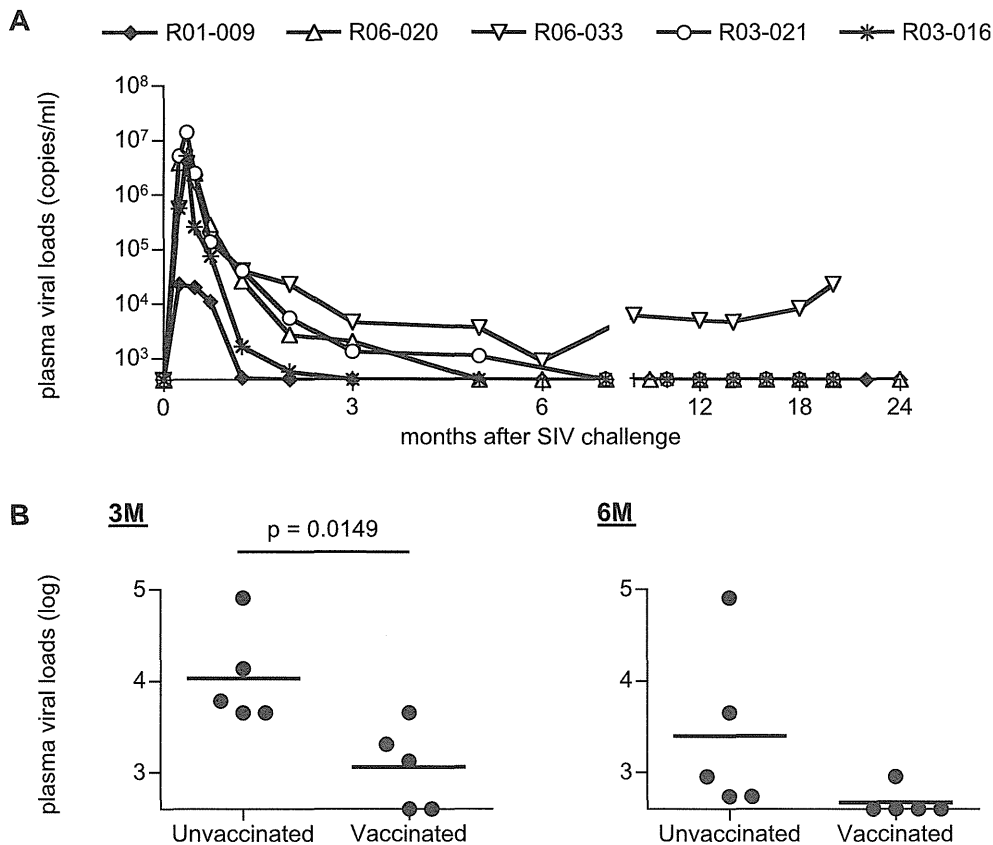 A
R01-009 R06-020 R06-033 R03-021 R03-016
plasma viral loads (copies/ml)
10⁸
10⁷
10⁶
10⁵
10⁴
10³
0 3 6 12 18 24
months after SIV challenge
B
3M
p = 0.0149
plasma viral loads (log)
5
4
3
Unvaccinated Vaccinated
6M
5
4
3
Unvaccinated Vaccinated